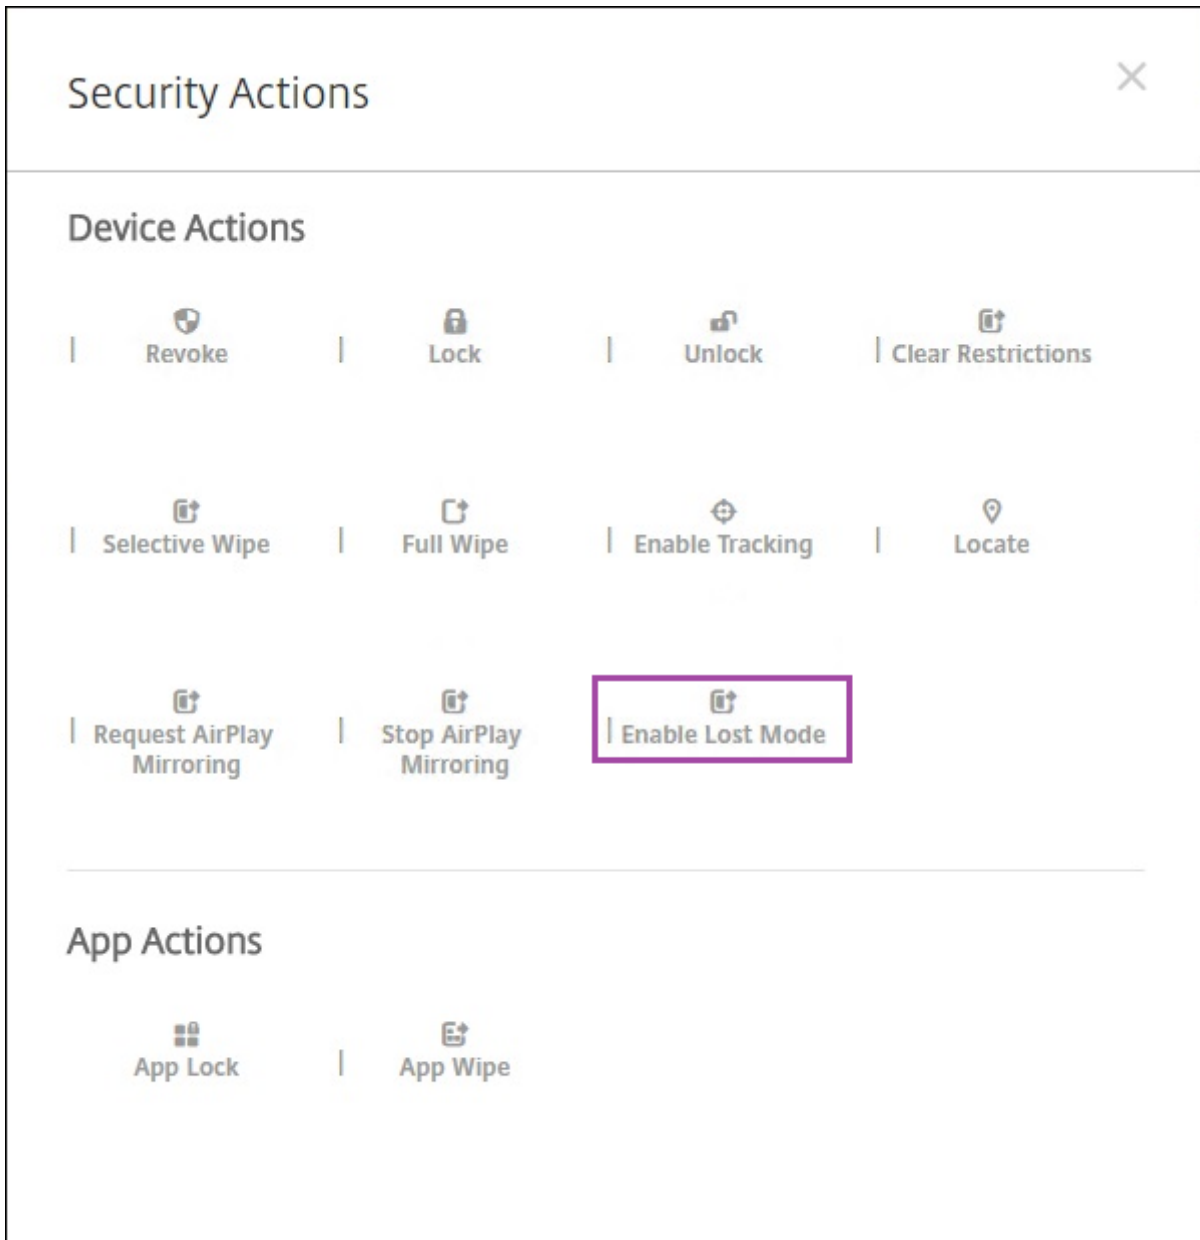 Security Actions
Device Actions
Revoke
Lock
Unlock
Clear Restrictions
Selective Wipe
Full Wipe
Enable Tracking
Locate
Request AirPlay
Mirroring
Stop AirPlay
Mirroring
Enable Lost Mode
App Actions
App Lock
App Wipe